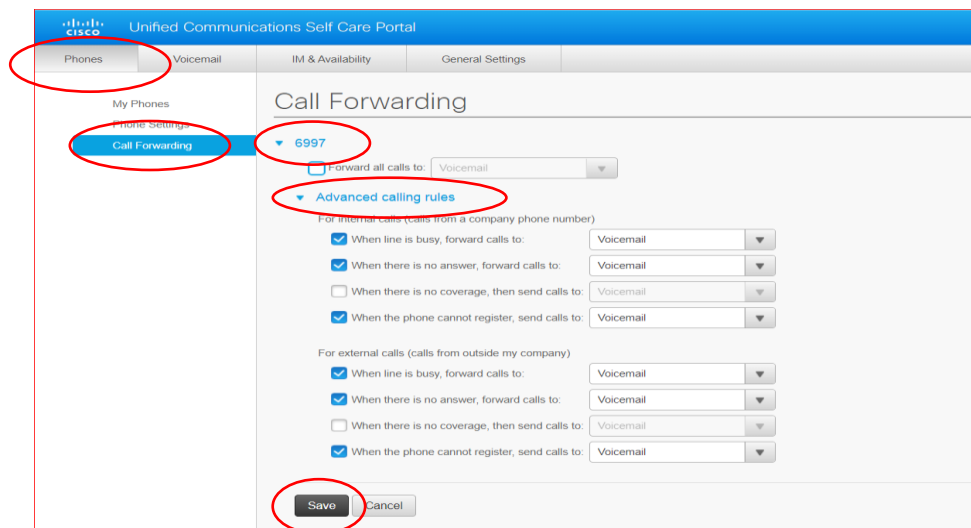 CISCO Unified Communications Self Care Portal
Phones Voicemail IM & Availability General Settings
My Phones
Phone Settings
Call Forwarding
Call Forwarding
6997
Forward all calls to: Voicemail
Advanced calling rules
For internal calls (calls from a company phone number)
When line is busy, forward calls to: Voicemail
When there is no answer, forward calls to: Voicemail
When there is no coverage, then send calls to: Voicemail
When the phone cannot register, send calls to: Voicemail
For external calls (calls from outside my company)
When line is busy, forward calls to: Voicemail
When there is no answer, forward calls to: Voicemail
When there is no coverage, then send calls to: Voicemail
When the phone cannot register, send calls to: Voicemail
Save Cancel